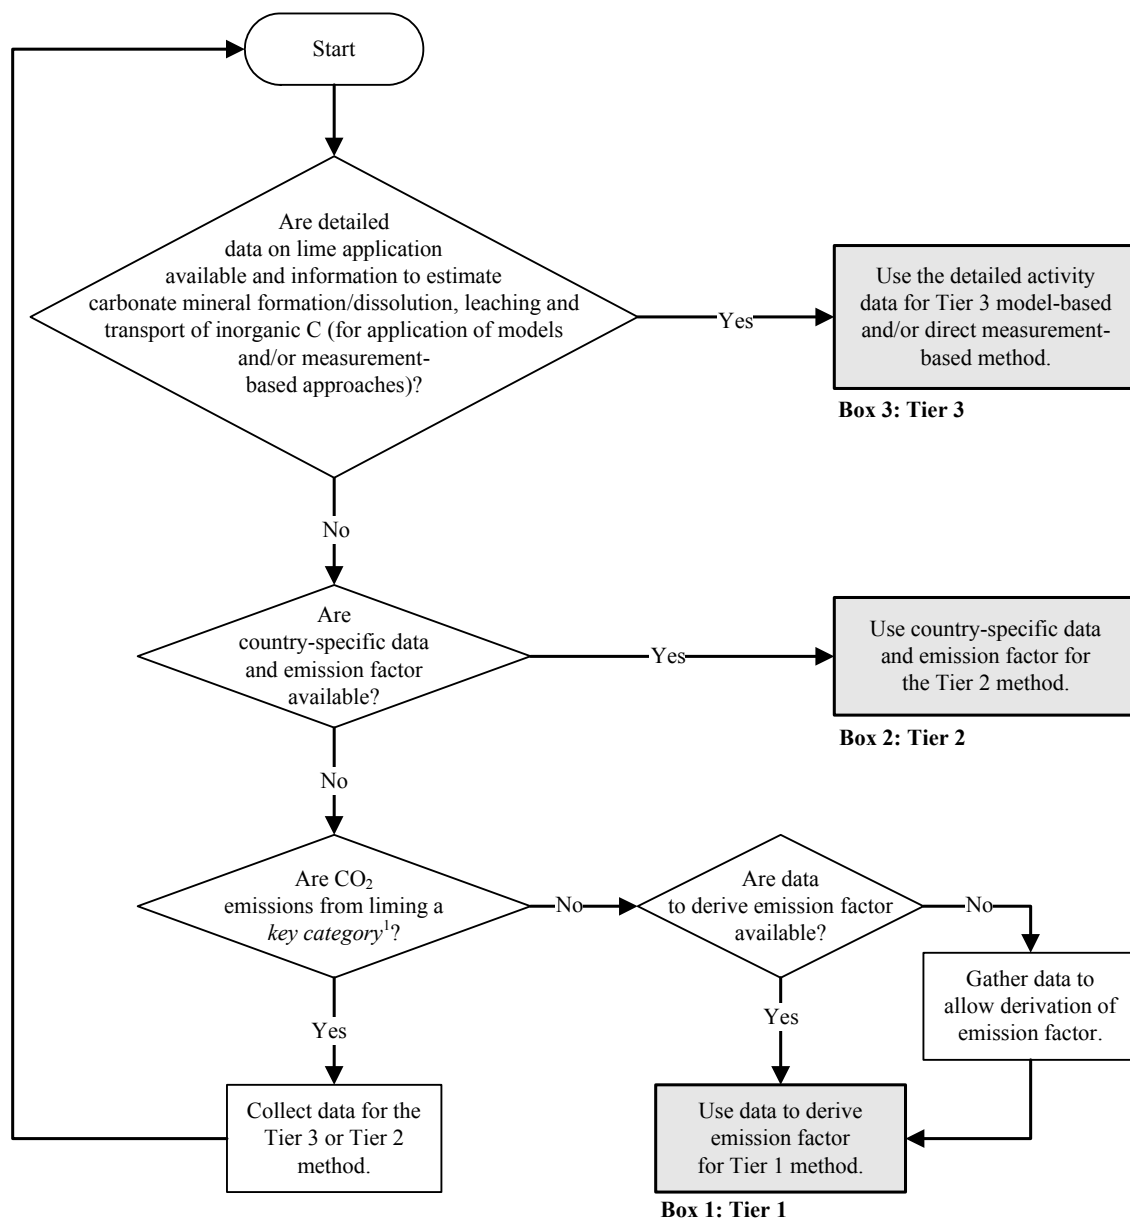 Start
Are detailed
data on lime application
available and information to estimate
carbonate mineral formation/dissolution, leaching and
transport of inorganic C (for application of models
and/or measurement-
based approaches)?
Yes
Use the detailed activity
data for Tier 3 model-based
and/or direct measurement-
based method.
Box 3: Tier 3
No
Are
country-specific data
and emission factor
available?
Yes
Use country-specific data
and emission factor for
the Tier 2 method.
Box 2: Tier 2
No
Are CO₂
emissions from liming a
key category¹?
No
Are data
to derive emission factor
available?
No
Gather data to
allow derivation of
emission factor.
Yes
Yes
Collect data for the
Tier 3 or Tier 2
method.
Use data to derive
emission factor
for Tier 1 method.
Box 1: Tier 1